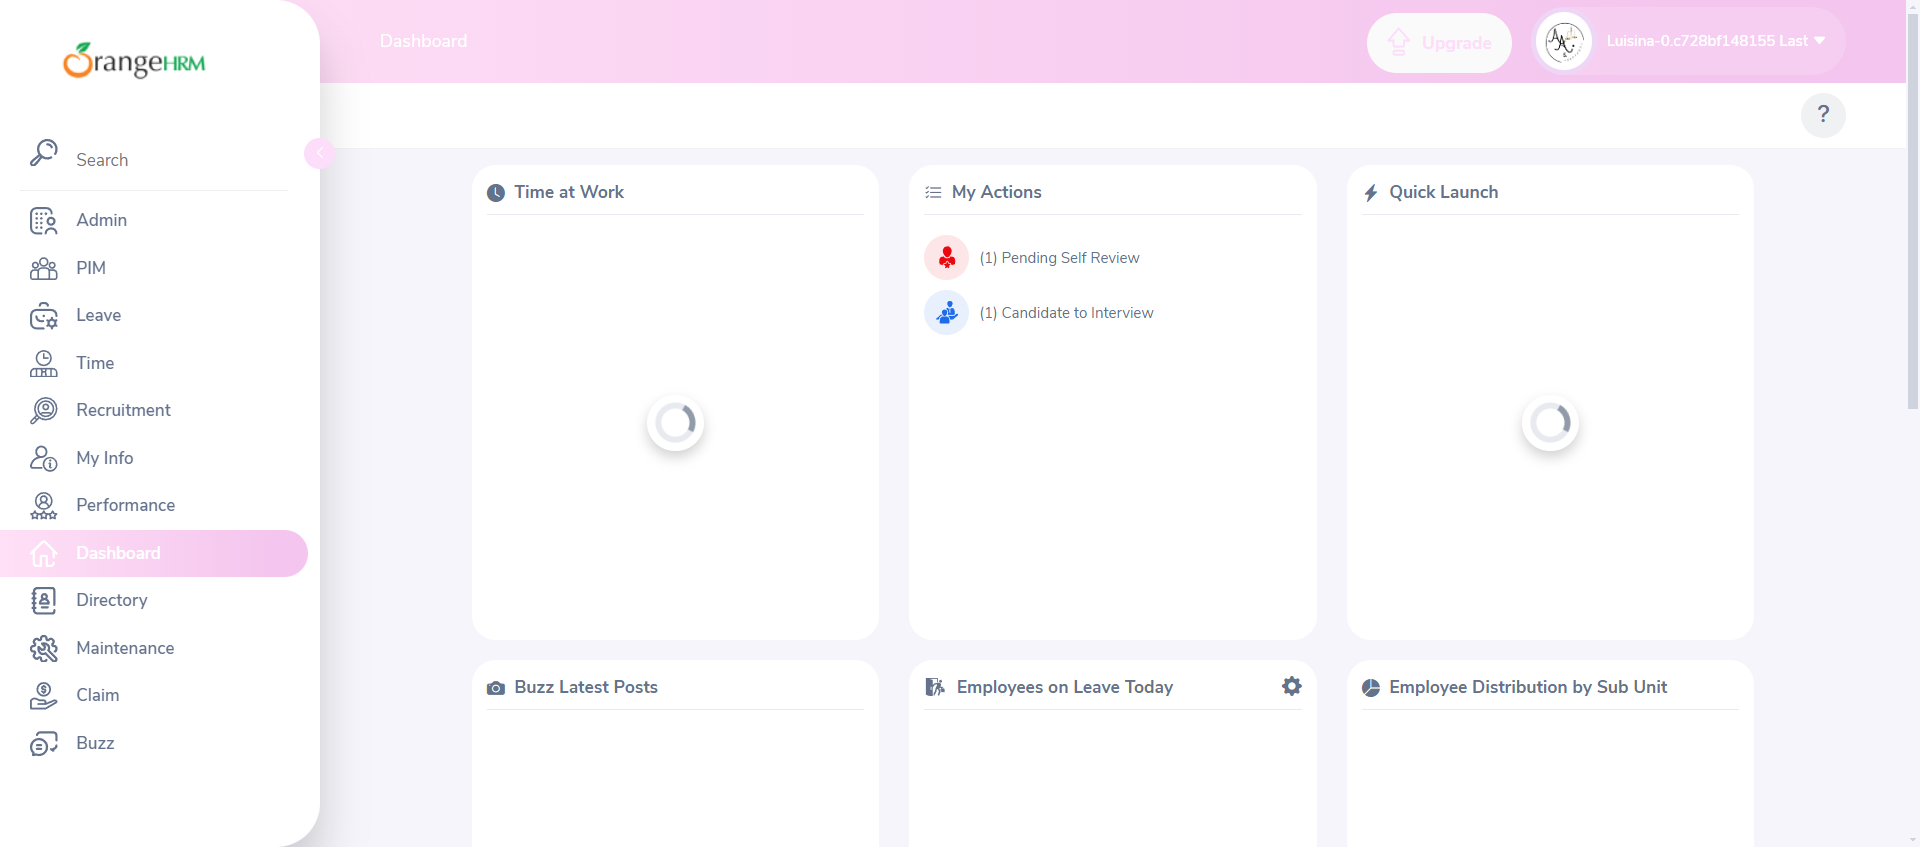 OrangeHRM
Search
Admin
PIM
Leave
Time
Recruitment
My Info
Performance
Dashboard
Directory
Maintenance
Claim
Buzz
Dashboard
Upgrade
Luisina-0.c728bf148155 Last
?
Time at Work
My Actions
(1) Pending Self Review
(1) Candidate to Interview
Quick Launch
Buzz Latest Posts
Employees on Leave Today
Employee Distribution by Sub Unit